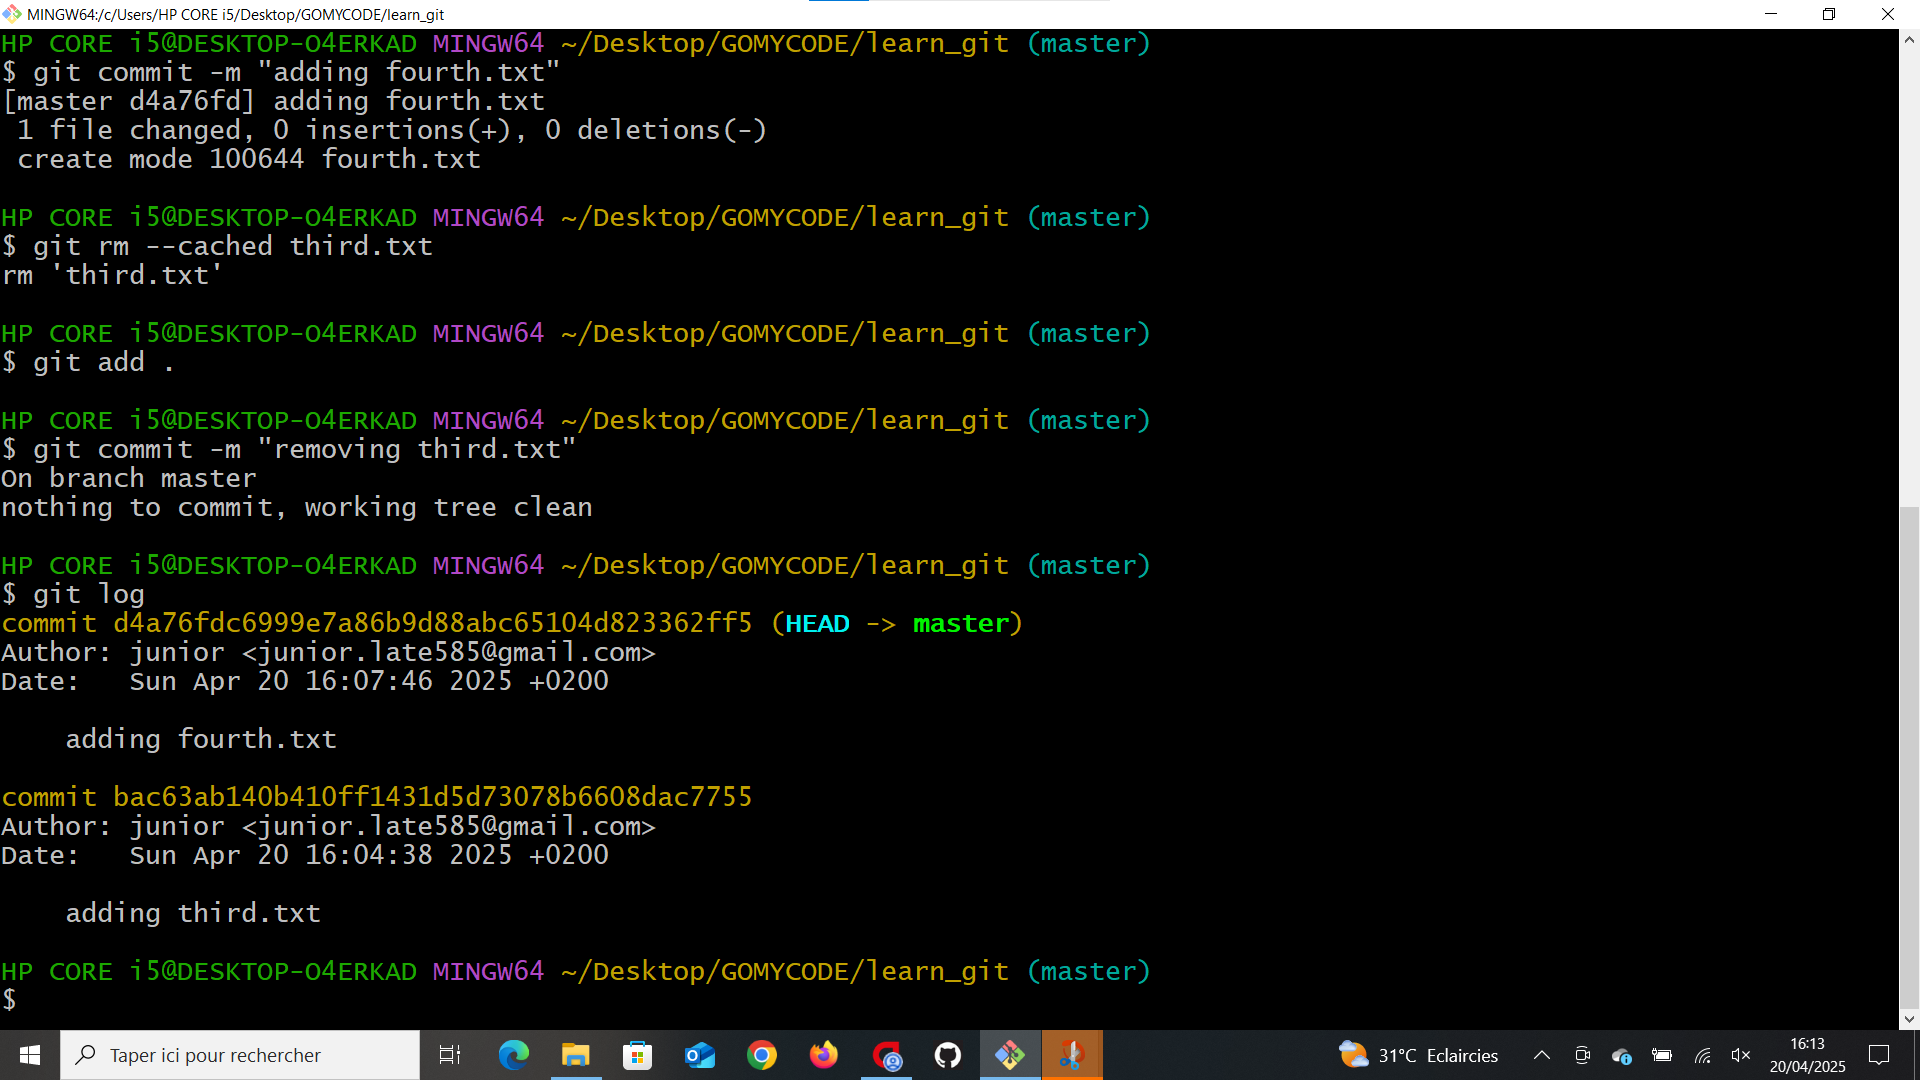 MINGW64:/c/Users/HP CORE i5/Desktop/GOMYCODE/learn_git
HP CORE i5@DESKTOP-O4ERKAD MINGW64 ~/Desktop/GOMYCODE/learn_git (master)
$ git commit -m "adding fourth.txt"
[master d4a76fd] adding fourth.txt
 1 file changed, 0 insertions(+), 0 deletions(-)
 create mode 100644 fourth.txt
HP CORE i5@DESKTOP-O4ERKAD MINGW64 ~/Desktop/GOMYCODE/learn_git (master)
$ git rm --cached third.txt
rm 'third.txt'
HP CORE i5@DESKTOP-O4ERKAD MINGW64 ~/Desktop/GOMYCODE/learn_git (master)
$ git add .
HP CORE i5@DESKTOP-O4ERKAD MINGW64 ~/Desktop/GOMYCODE/learn_git (master)
$ git commit -m "removing third.txt"
On branch master
nothing to commit, working tree clean
HP CORE i5@DESKTOP-O4ERKAD MINGW64 ~/Desktop/GOMYCODE/learn_git (master)
$ git log
commit d4a76fdc6999e7a86b9d88abc65104d823362ff5 (HEAD -> master)
Author: junior <junior.late585@gmail.com>
Date:   Sun Apr 20 16:07:46 2025 +0200
    adding fourth.txt
commit bac63ab140b410ff1431d5d73078b6608dac7755
Author: junior <junior.late585@gmail.com>
Date:   Sun Apr 20 16:04:38 2025 +0200
    adding third.txt
HP CORE i5@DESKTOP-O4ERKAD MINGW64 ~/Desktop/GOMYCODE/learn_git (master)
$
Taper ici pour rechercher
31°C Eclaircies
16:13
20/04/2025